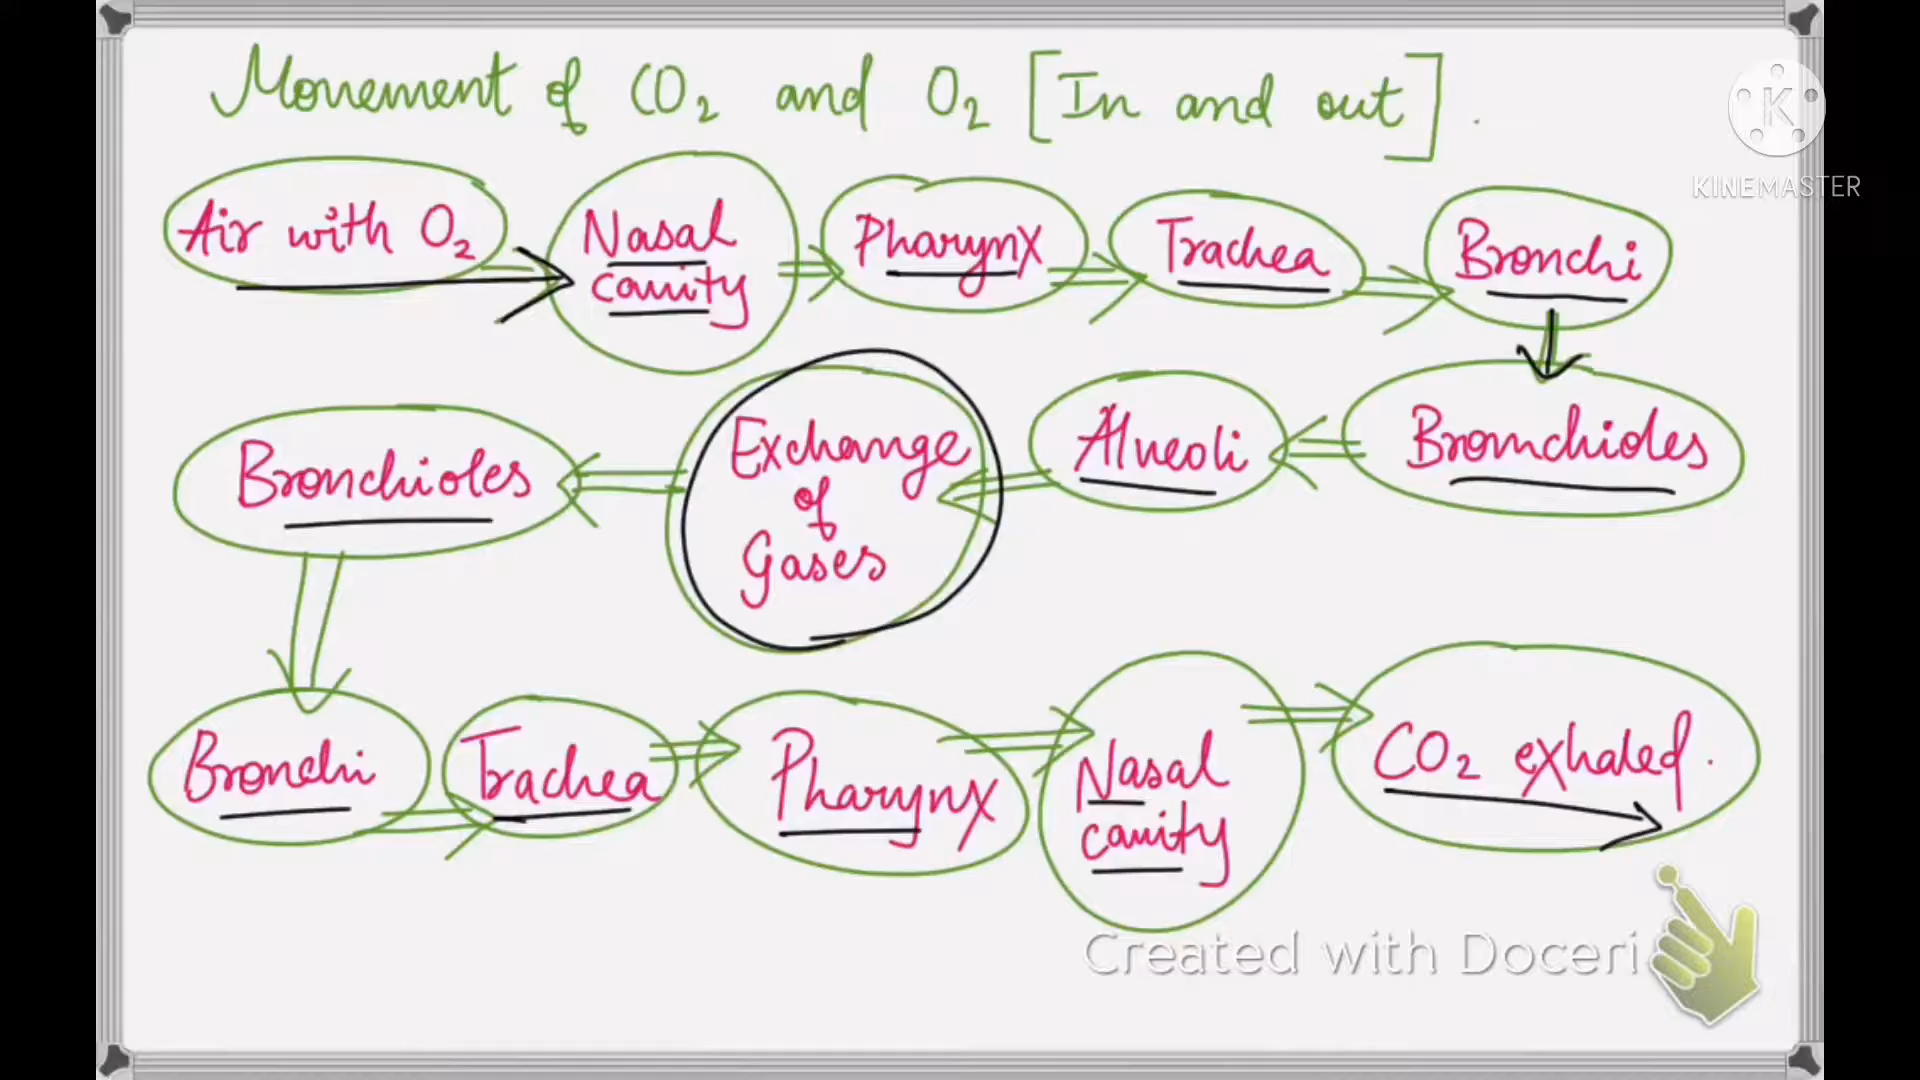 Movement of CO2 and O2 [In and out].
K
KINEMASTER
Air with O2
Nasal
cavity
Pharynx
Trachea
Bronchi
Bronchioles
Alveoli
Exchange
of
Gases
Bronchioles
Bronchi
Trachea
Pharynx
Nasal
cavity
CO2 exhaled.
Created with Doceri